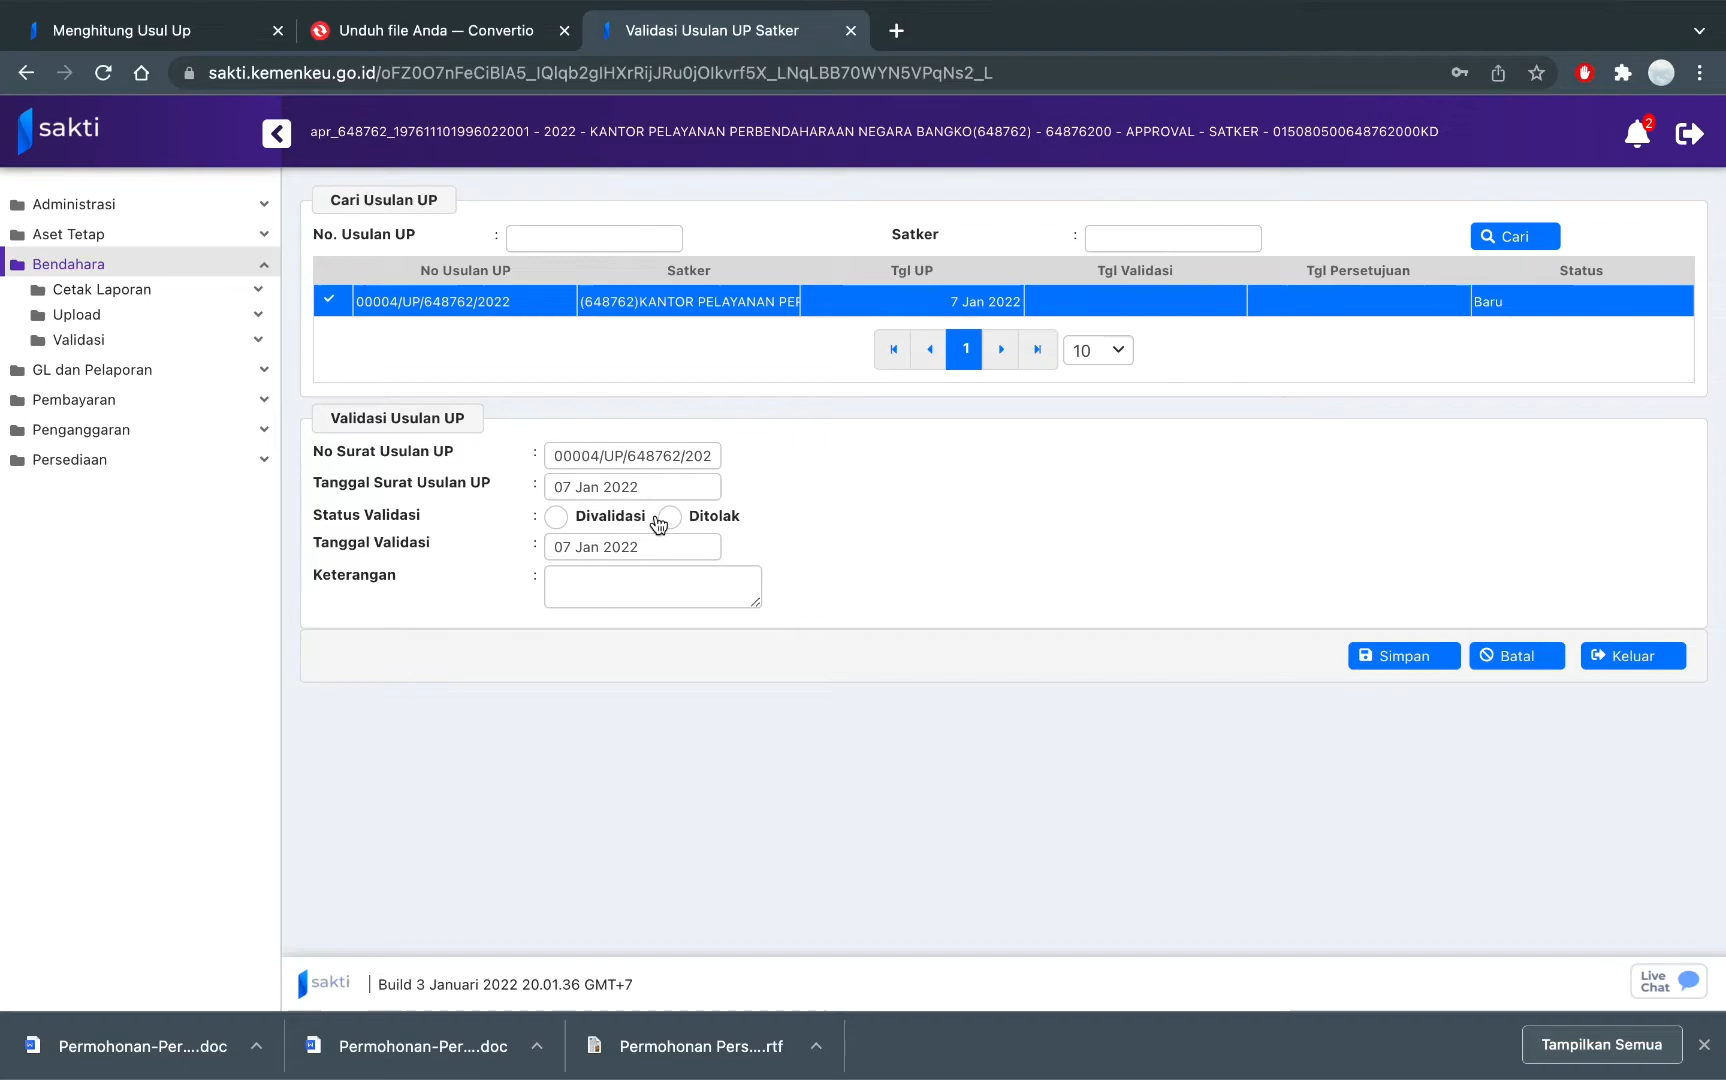 Menghitung Usul Up
Unduh file Anda — Convertio
Validasi Usulan UP Satker
sakti.kemenkeu.go.id/oFZ0O7nFeCiBlA5_IQlqb2glHXrRijJRu0jOlkvrf5X_LNqLBB70WYN5VPqNs2_L
sakti
apr_648762_197611101996022001 - 2022 - KANTOR PELAYANAN PERBENDAHARAAN NEGARA BANGKO(648762) - 64876200 - APPROVAL - SATKER - 015080500648762000KD
2
Administrasi
Aset Tetap
Bendahara
Cetak Laporan
Upload
Validasi
GL dan Pelaporan
Pembayaran
Penganggaran
Persediaan
Cari Usulan UP
No. Usulan UP :
Satker :
Cari
No Usulan UP Satker Tgl UP Tgl Validasi Tgl Persetujuan Status
00004/UP/648762/2022 (648762)KANTOR PELAYANAN PER 7 Jan 2022 Baru
1
10
Validasi Usulan UP
No Surat Usulan UP : 00004/UP/648762/202
Tanggal Surat Usulan UP : 07 Jan 2022
Status Validasi : Divalidasi Ditolak
Tanggal Validasi : 07 Jan 2022
Keterangan :
Simpan
Batal
Keluar
sakti | Build 3 Januari 2022 20.01.36 GMT+7
Live Chat
Permohonan-Per....doc
Permohonan-Per....doc
Permohonan Pers....rtf
Tampilkan Semua